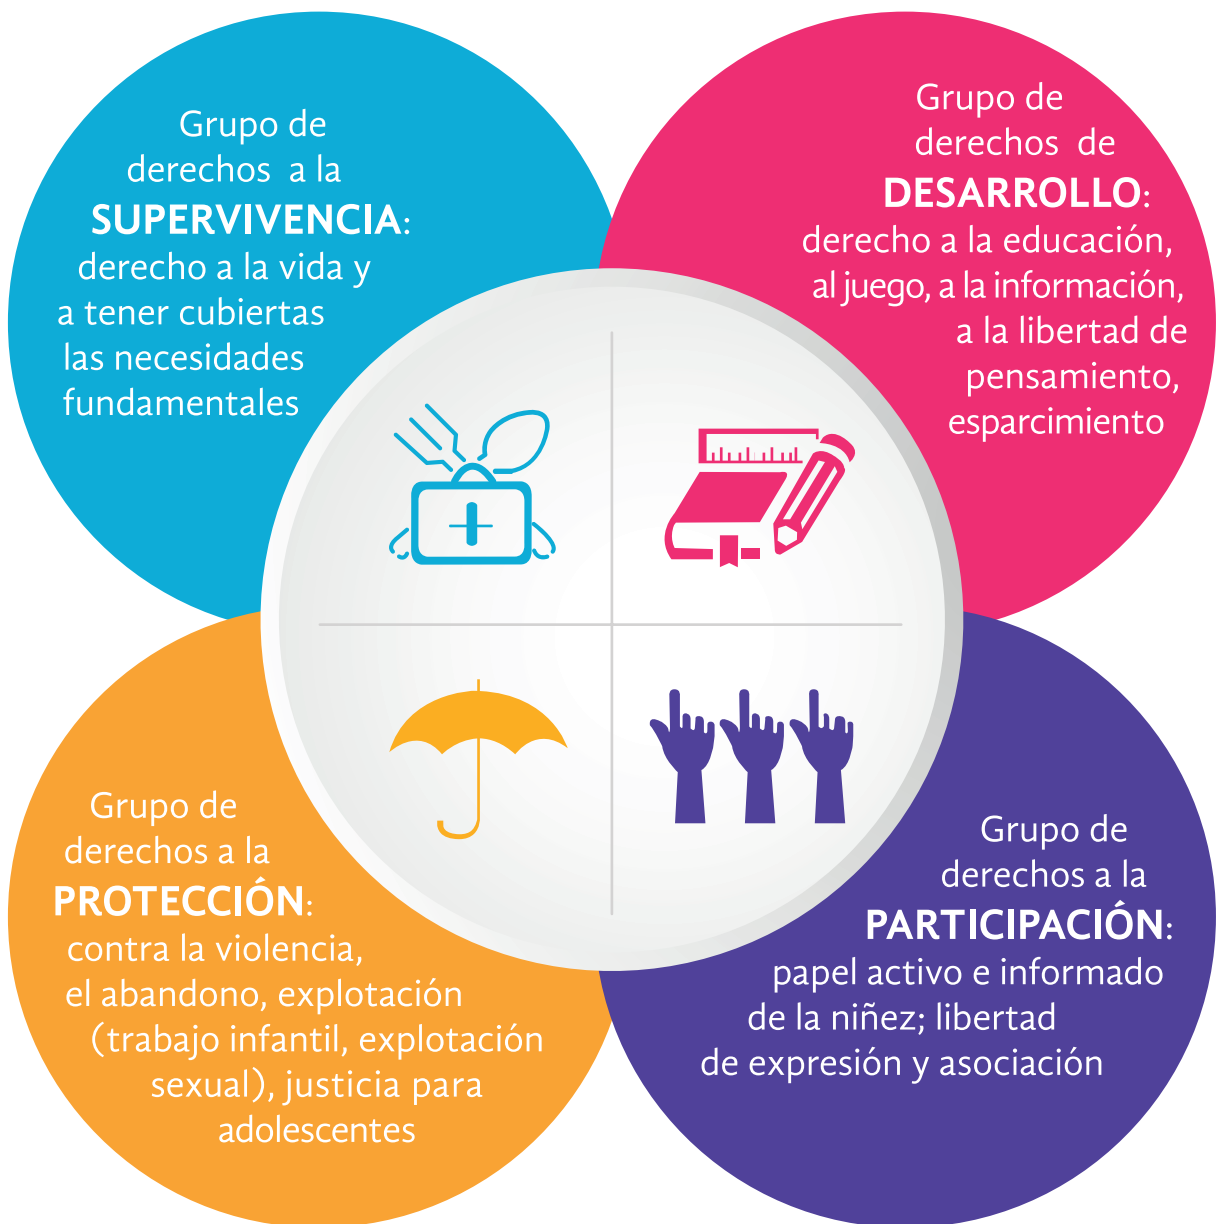 Grupo de
derechos a la
SUPERVIVENCIA:
derecho a la vida y
a tener cubiertas
las necesidades
fundamentales
Grupo de
derechos de
DESARROLLO:
derecho a la educación,
al juego, a la información,
a la libertad de
pensamiento,
esparcimiento
Grupo de
derechos a la
PROTECCIÓN:
contra la violencia,
el abandono, explotación
(trabajo infantil, explotación
sexual), justicia para
adolescentes
Grupo de
derechos a la
PARTICIPACIÓN:
papel activo e informado
de la niñez; libertad
de expresión y asociación